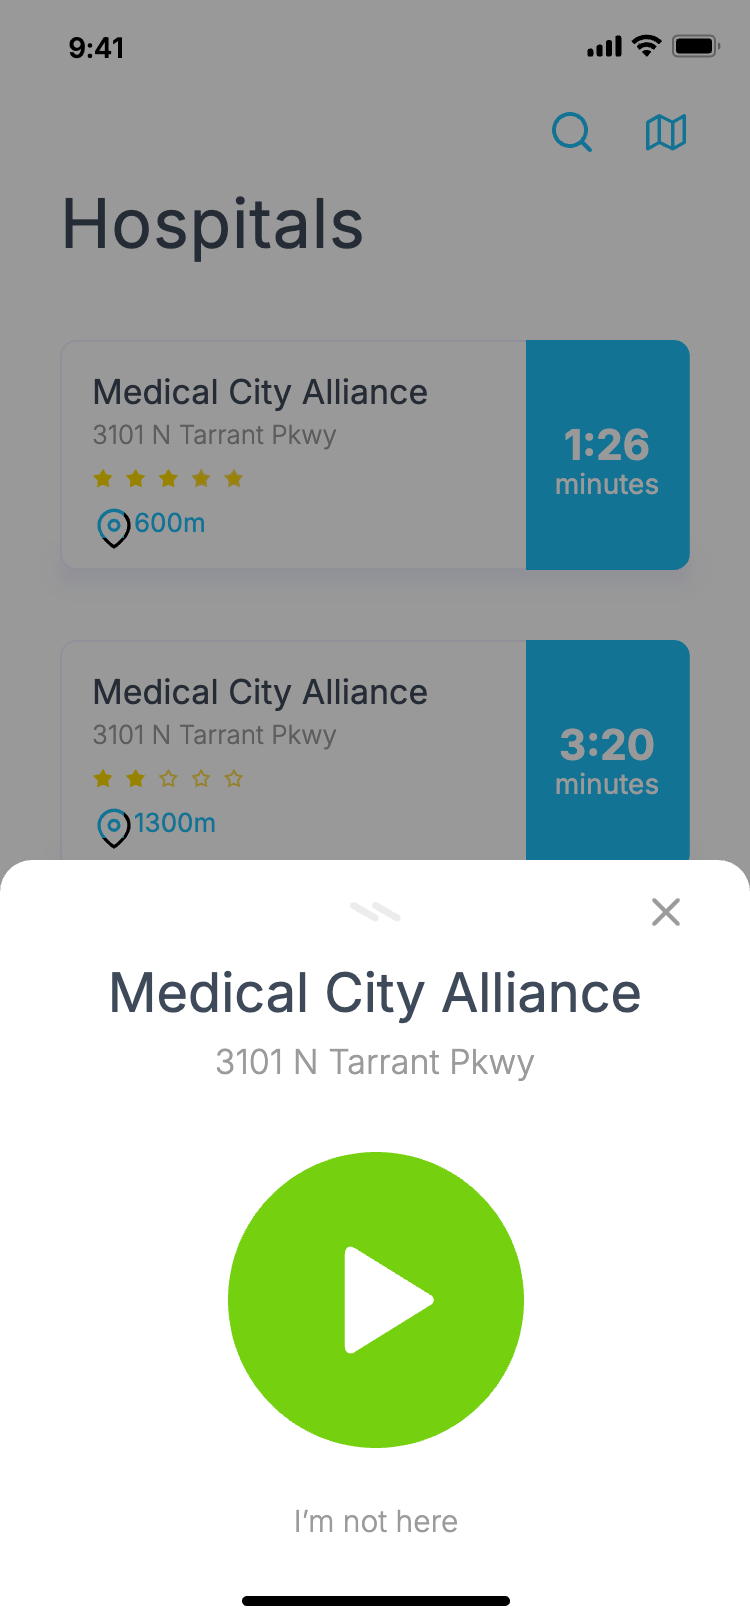 9:41
Hospitals
Medical City Alliance
3101 N Tarrant Pkwy
600m
1:26
minutes
Medical City Alliance
3101 N Tarrant Pkwy
1300m
3:20
minutes
Medical City Alliance
3101 N Tarrant Pkwy
I'm not here